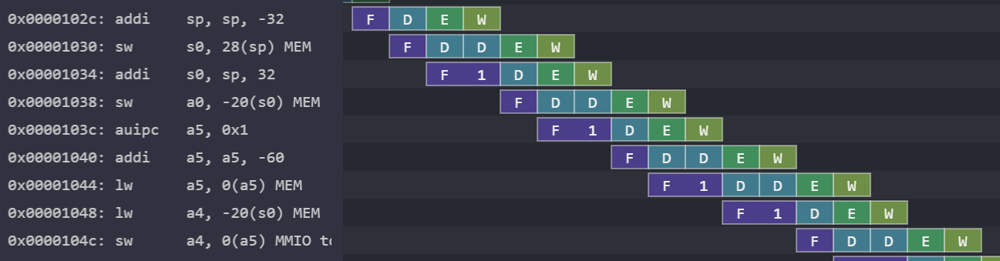 0x0000102c: addi sp, sp, -32 F D E W
0x00001030: sw s0, 28(sp) MEM F D D E W
0x00001034: addi s0, sp, 32 F 1 D E W
0x00001038: sw a0, -20(s0) MEM F D D E W
0x0000103c: auipc a5, 0x1 F 1 D E W
0x00001040: addi a5, a5, -60 F D D E W
0x00001044: lw a5, 0(a5) MEM F 1 D D E W
0x00001048: lw a4, -20(s0) MEM F 1 D E W
0x0000104c: sw a4, 0(a5) MMIO F D D E W